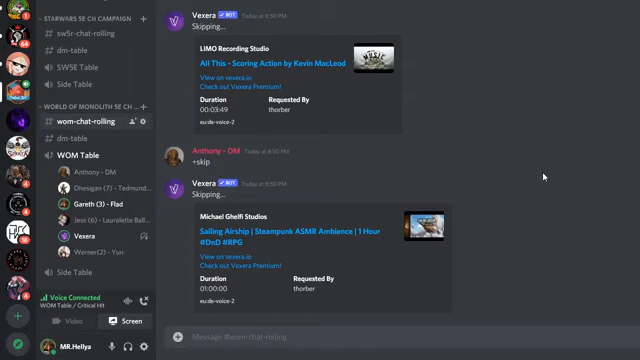 STARWARS 5E CH CAMPAIGN
sw5r-chat-rolling
dm-table
SW5E Table
Side Table
WORLD OF MONOLITH 5E CH ...
wom-chat-rolling
dm-table
WOM Table
Anthony - DM
Dhesigan (7) - Tedmund...
Gareth (3) - Flad
Jess (6) - Lauralette Ball...
Vexera
Werner(2) - Yuri
Side Table
Voice Connected
WOM Table / Critical Hit
Video
Screen
MR.Hellya
Vexera BOT Today at 8:50 PM
Skipping...
LIMO Recording Studio
All This - Scoring Action by Kevin MacLeod
View on vexera.io
Check out Vexera Premium!
Duration
00:03:49
Requested By
thorber
eu:de-voice-2
Anthony - DM Today at 8:50 PM
+skip
Vexera BOT Today at 8:50 PM
Skipping...
Michael Ghelfi Studios
Sailing Airship | Steampunk ASMR Ambience | 1 Hour
#DnD #RPG
View on vexera.io
Check out Vexera Premium!
Duration
01:00:00
Requested By
thorber
eu:de-voice-2
Message #wom-chat-rolling